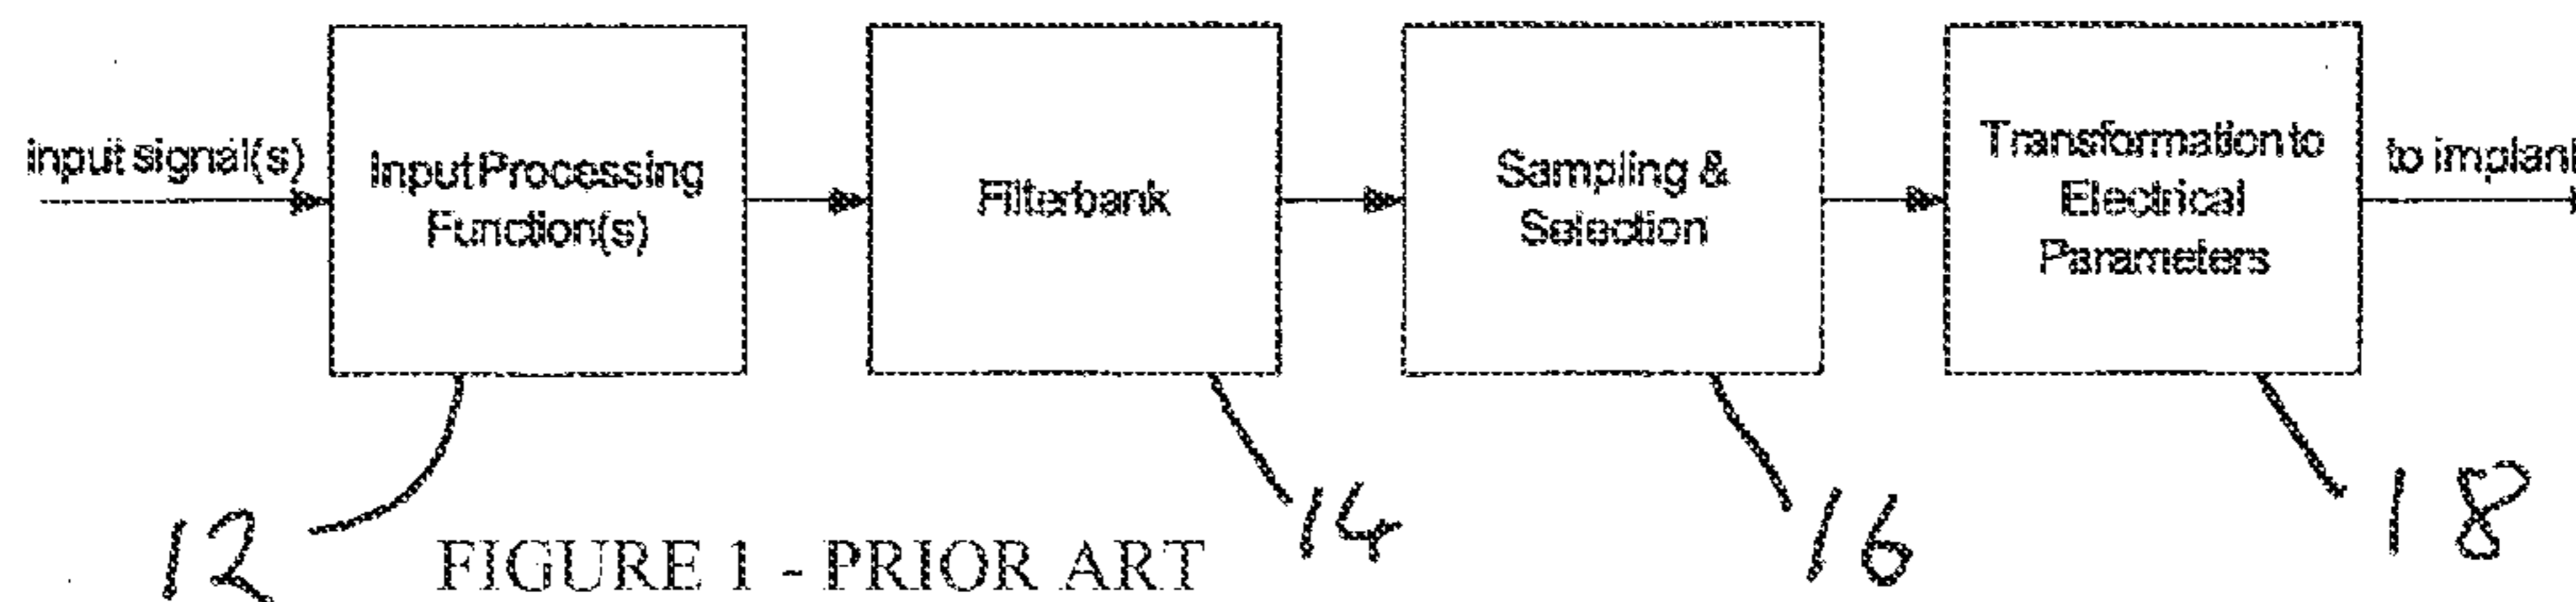 input signal(s)
Input Processing
Function(s)
Filterbank
Sampling &
Selection
Transformation to
Electrical
Parameters
to implant
12
14
16
18
FIGURE 1 - PRIOR ART